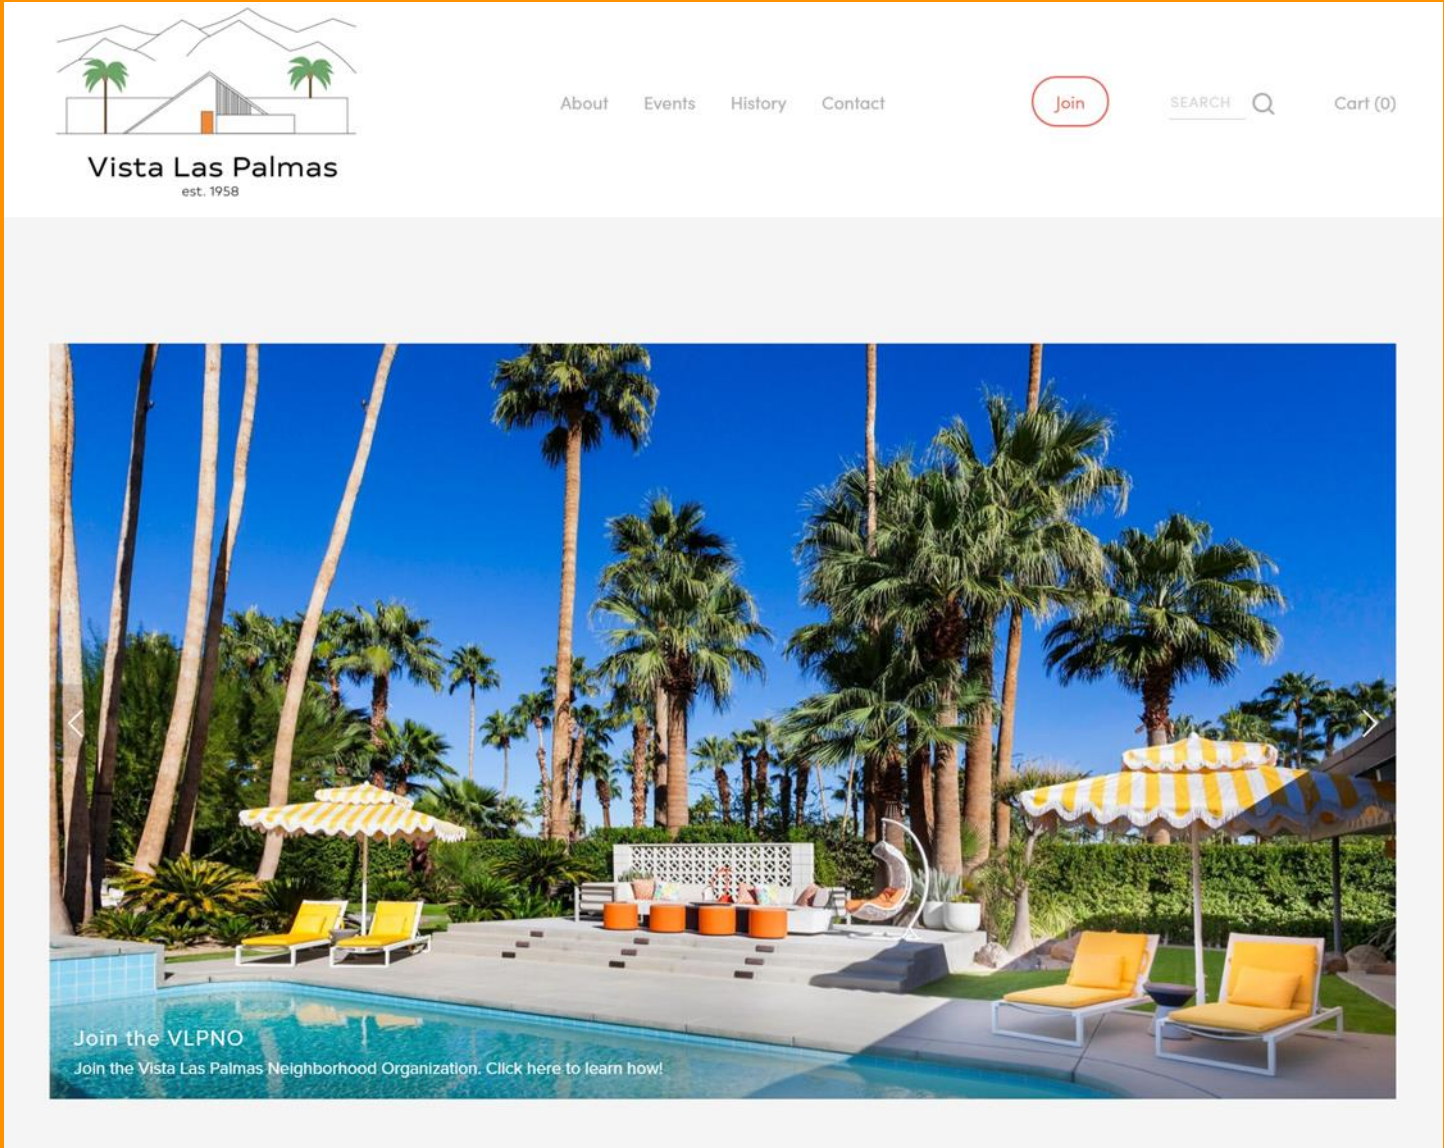 Vista Las Palmas
est. 1958
About Events History Contact
Join
SEARCH
Cart (0)
Join the VLPNO
Join the Vista Las Palmas Neighborhood Organization. Click here to learn how!